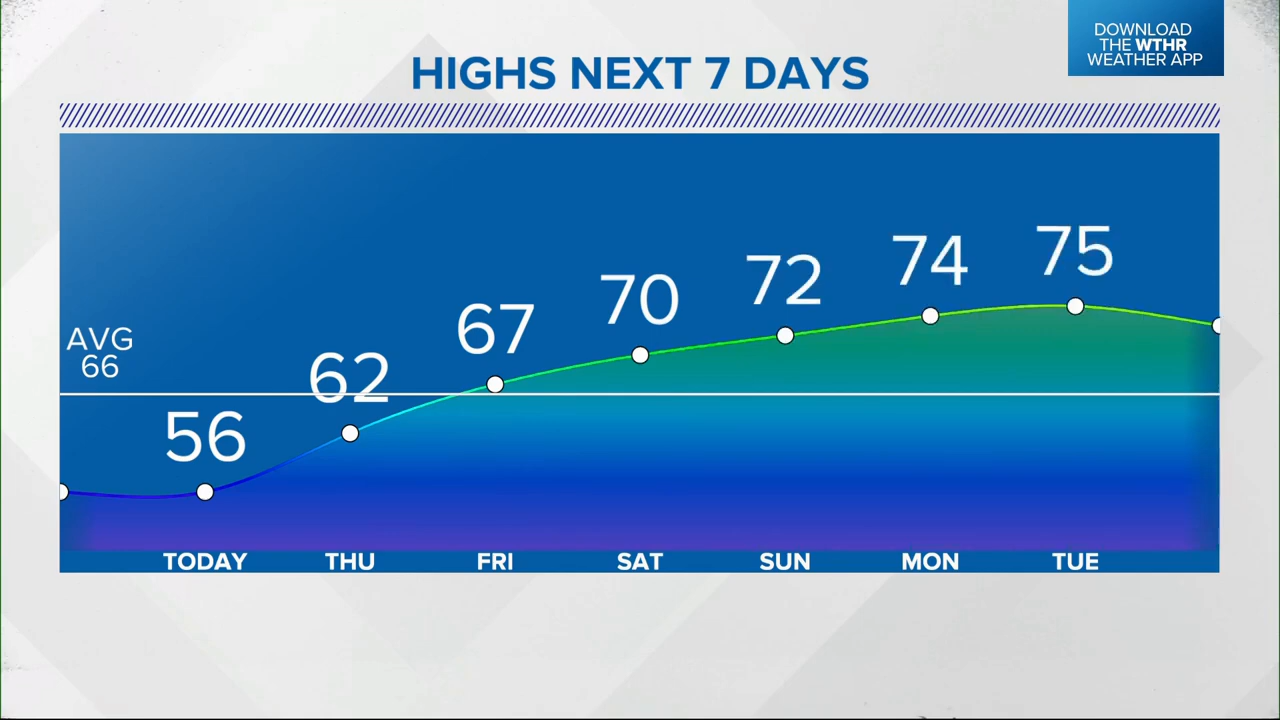 DOWNLOAD
THE WTHR
WEATHER APP
HIGHS NEXT 7 DAYS
AVG
66
56
62
67
70
72
74
75
TODAY
THU
FRI
SAT
SUN
MON
TUE